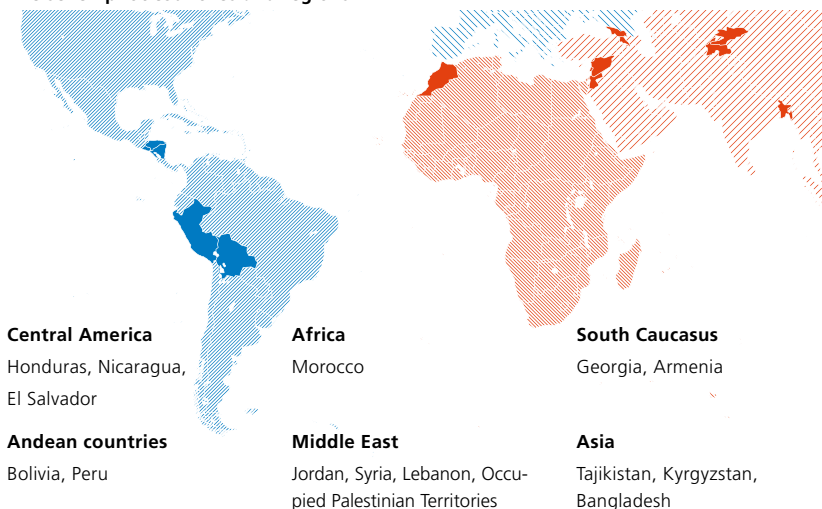 Central America
Honduras, Nicaragua,
El Salvador
Africa
Morocco
South Caucasus
Georgia, Armenia
Andean countries
Bolivia, Peru
Middle East
Jordan, Syria, Lebanon, Occu-
pied Palestinian Territories
Asia
Tajikistan, Kyrgyzstan,
Bangladesh